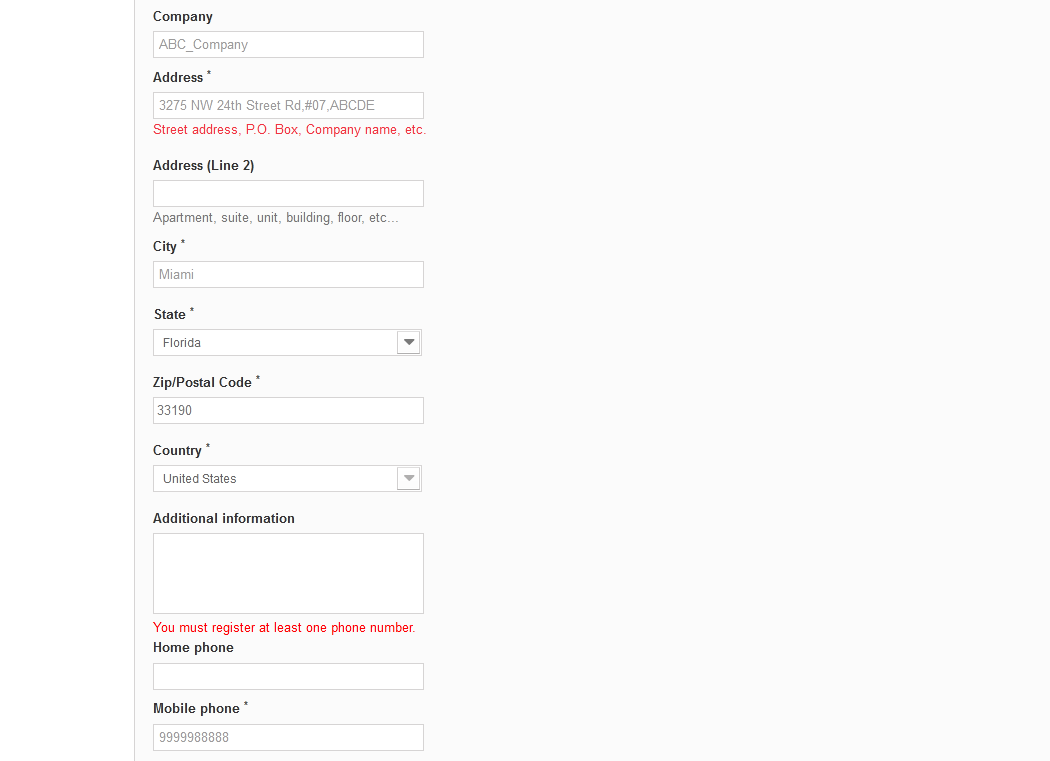 Company
ABC_Company
Address *
3275 NW 24th Street Rd,#07,ABCDE
Street address, P.O. Box, Company name, etc.
Address (Line 2)
Apartment, suite, unit, building, floor, etc...
City *
Miami
State *
Florida
Zip/Postal Code *
33190
Country *
United States
Additional information
You must register at least one phone number.
Home phone
Mobile phone *
9999988888